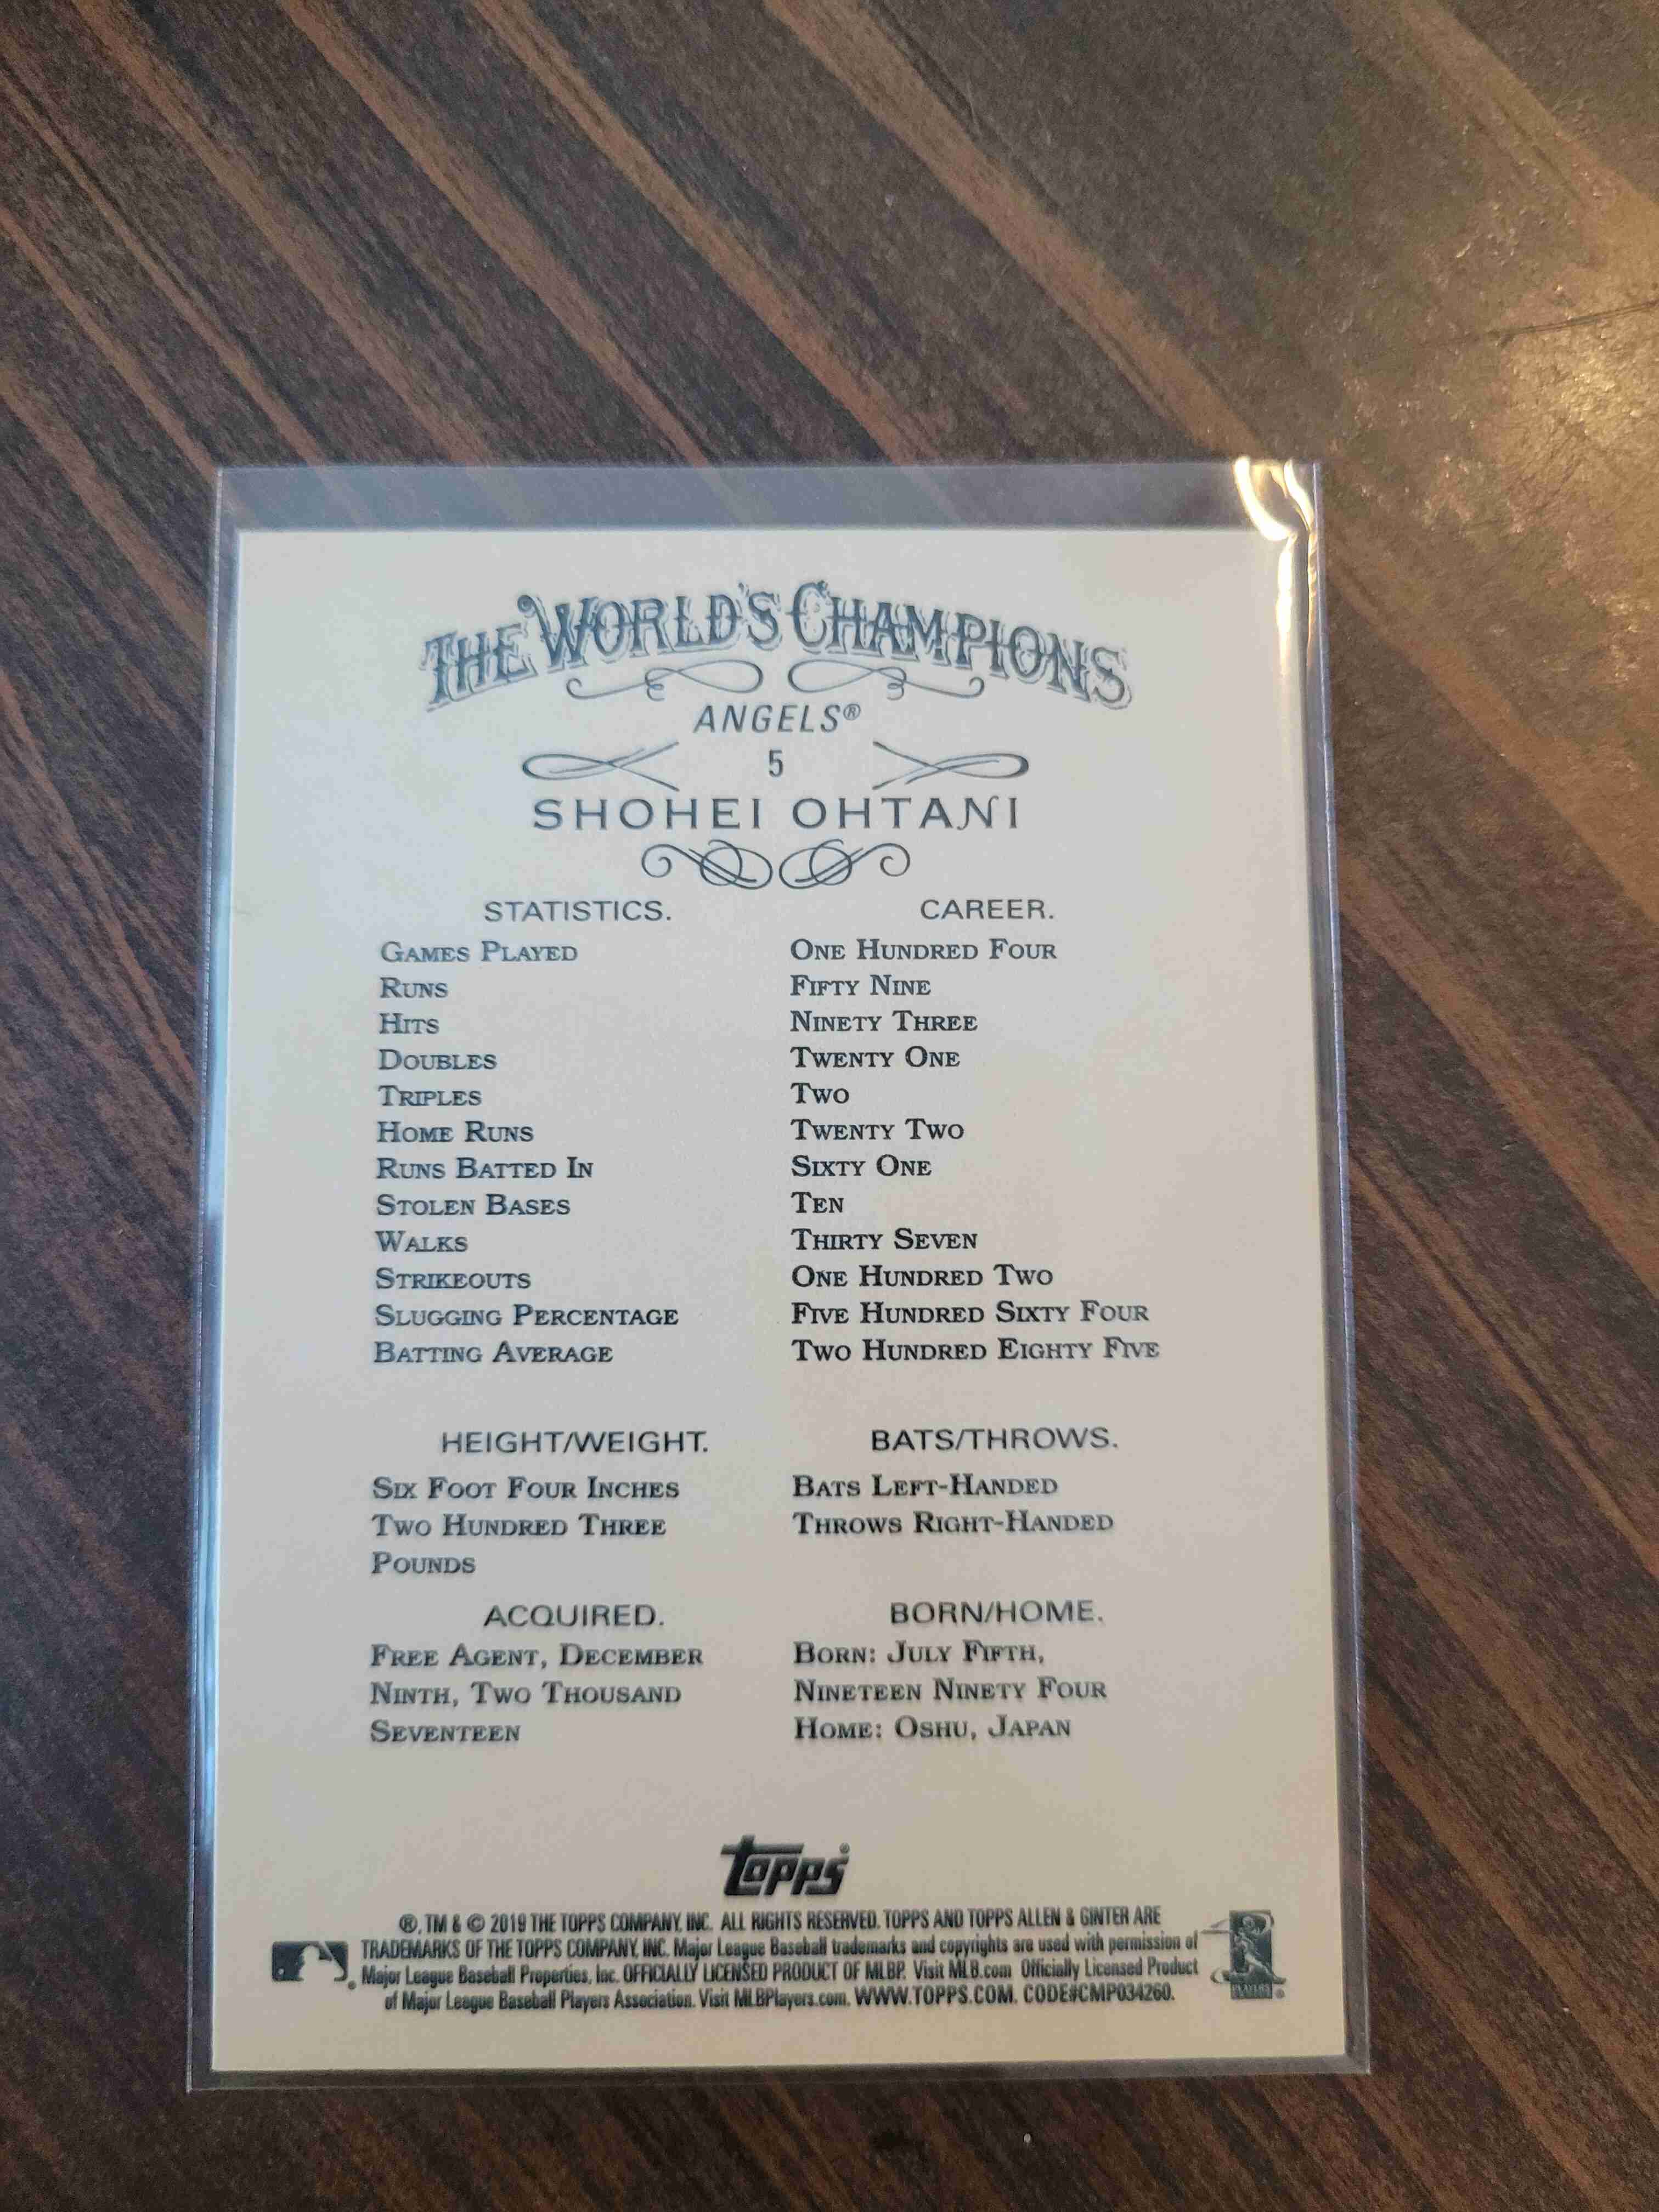 THE WORLD'S CHAMPIONS
ANGELS®
5
SHOHEI OHTANI
STATISTICS. CAREER.
GAMES PLAYED ONE HUNDRED FOUR
RUNS FIFTY NINE
HITS NINETY THREE
DOUBLES TWENTY ONE
TRIPLES TWO
HOME RUNS TWENTY TWO
RUNS BATTED IN SIXTY ONE
STOLEN BASES TEN
WALKS THIRTY SEVEN
STRIKEOUTS ONE HUNDRED TWO
SLUGGING PERCENTAGE FIVE HUNDRED SIXTY FOUR
BATTING AVERAGE TWO HUNDRED EIGHTY FIVE
HEIGHT/WEIGHT.
SIX FOOT FOUR INCHES
TWO HUNDRED THREE
POUNDS
BATS/THROWS.
BATS LEFT-HANDED
THROWS RIGHT-HANDED
ACQUIRED.
FREE AGENT, DECEMBER
NINTH, TWO THOUSAND
SEVENTEEN
BORN/HOME.
BORN: JULY FIFTH,
NINETEEN NINETY FOUR
HOME: OSHU, JAPAN
topps®
®, TM & © 2019 THE TOPPS COMPANY, INC. ALL RIGHTS RESERVED. TOPPS AND TOPPS ALLEN & GINTER ARE
TRADEMARKS OF THE TOPPS COMPANY, INC. Major League Baseball trademarks and copyrights are used with permission of
Major League Baseball Properties, Inc. OFFICIALLY LICENSED PRODUCT OF MLBP. Visit MLB.com Officially Licensed Product
of Major League Baseball Players Association. Visit MLBPlayers.com. WWW.TOPPS.COM. CODE#CMP034260.